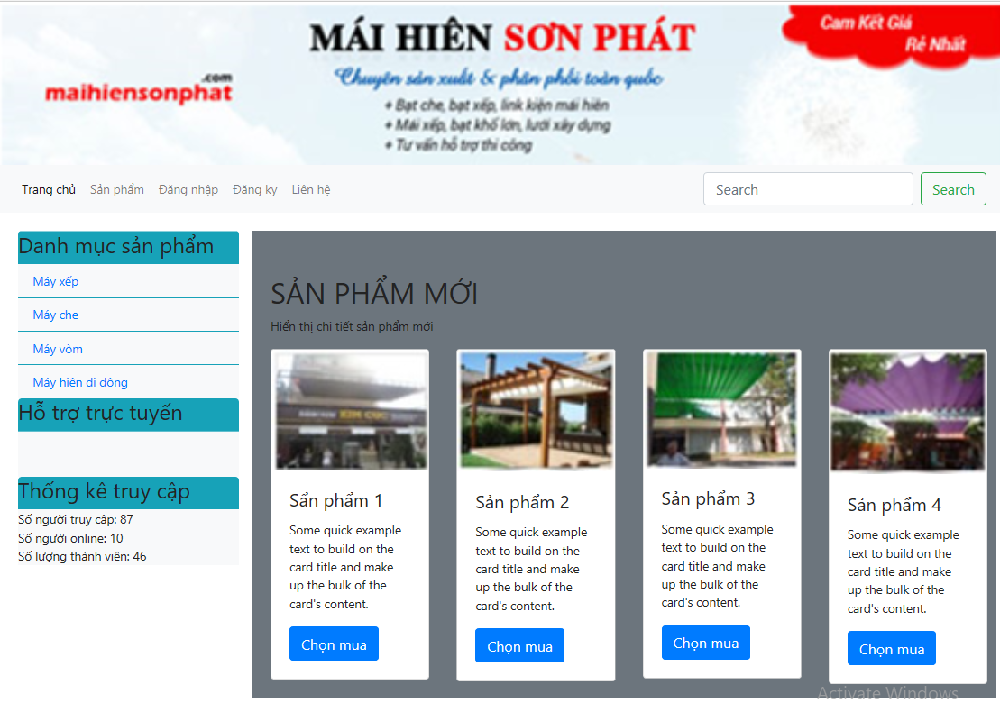 MÁI HIÊN SƠN PHÁT
Cam Kết Giá
Rẻ Nhất
.com
maihiensonphat
Chuyên sản xuất & phân phối toàn quốc
+ Bạt che, bạt xếp, link kiện mái hiên
+ Mái xếp, bạt khổ lớn, lưới xây dựng
+ Tư vấn hỗ trợ thi công
Trang chủ Sản phẩm Đăng nhập Đăng ky Liên hệ
Search Search
Danh mục sản phẩm
Máy xếp
Máy che
Máy vòm
Máy hiên di động
Hỗ trợ trực tuyến
Thống kê truy cập
Số người truy cập: 87
Số người online: 10
Số lượng thành viên: 46
SẢN PHẨM MỚI
Hiển thị chi tiết sản phẩm mới
KIM CÚC
Sẩn phẩm 1
Some quick example
text to build on the
card title and make
up the bulk of the
card's content.
Chọn mua
Sản phẩm 2
Some quick example
text to build on the
card title and make
up the bulk of the
card's content.
Chọn mua
Sản phẩm 3
Some quick example
text to build on the
card title and make
up the bulk of the
card's content.
Chọn mua
Sản phẩm 4
Some quick example
text to build on the
card title and make
up the bulk of the
card's content.
Chọn mua
Activate Windows